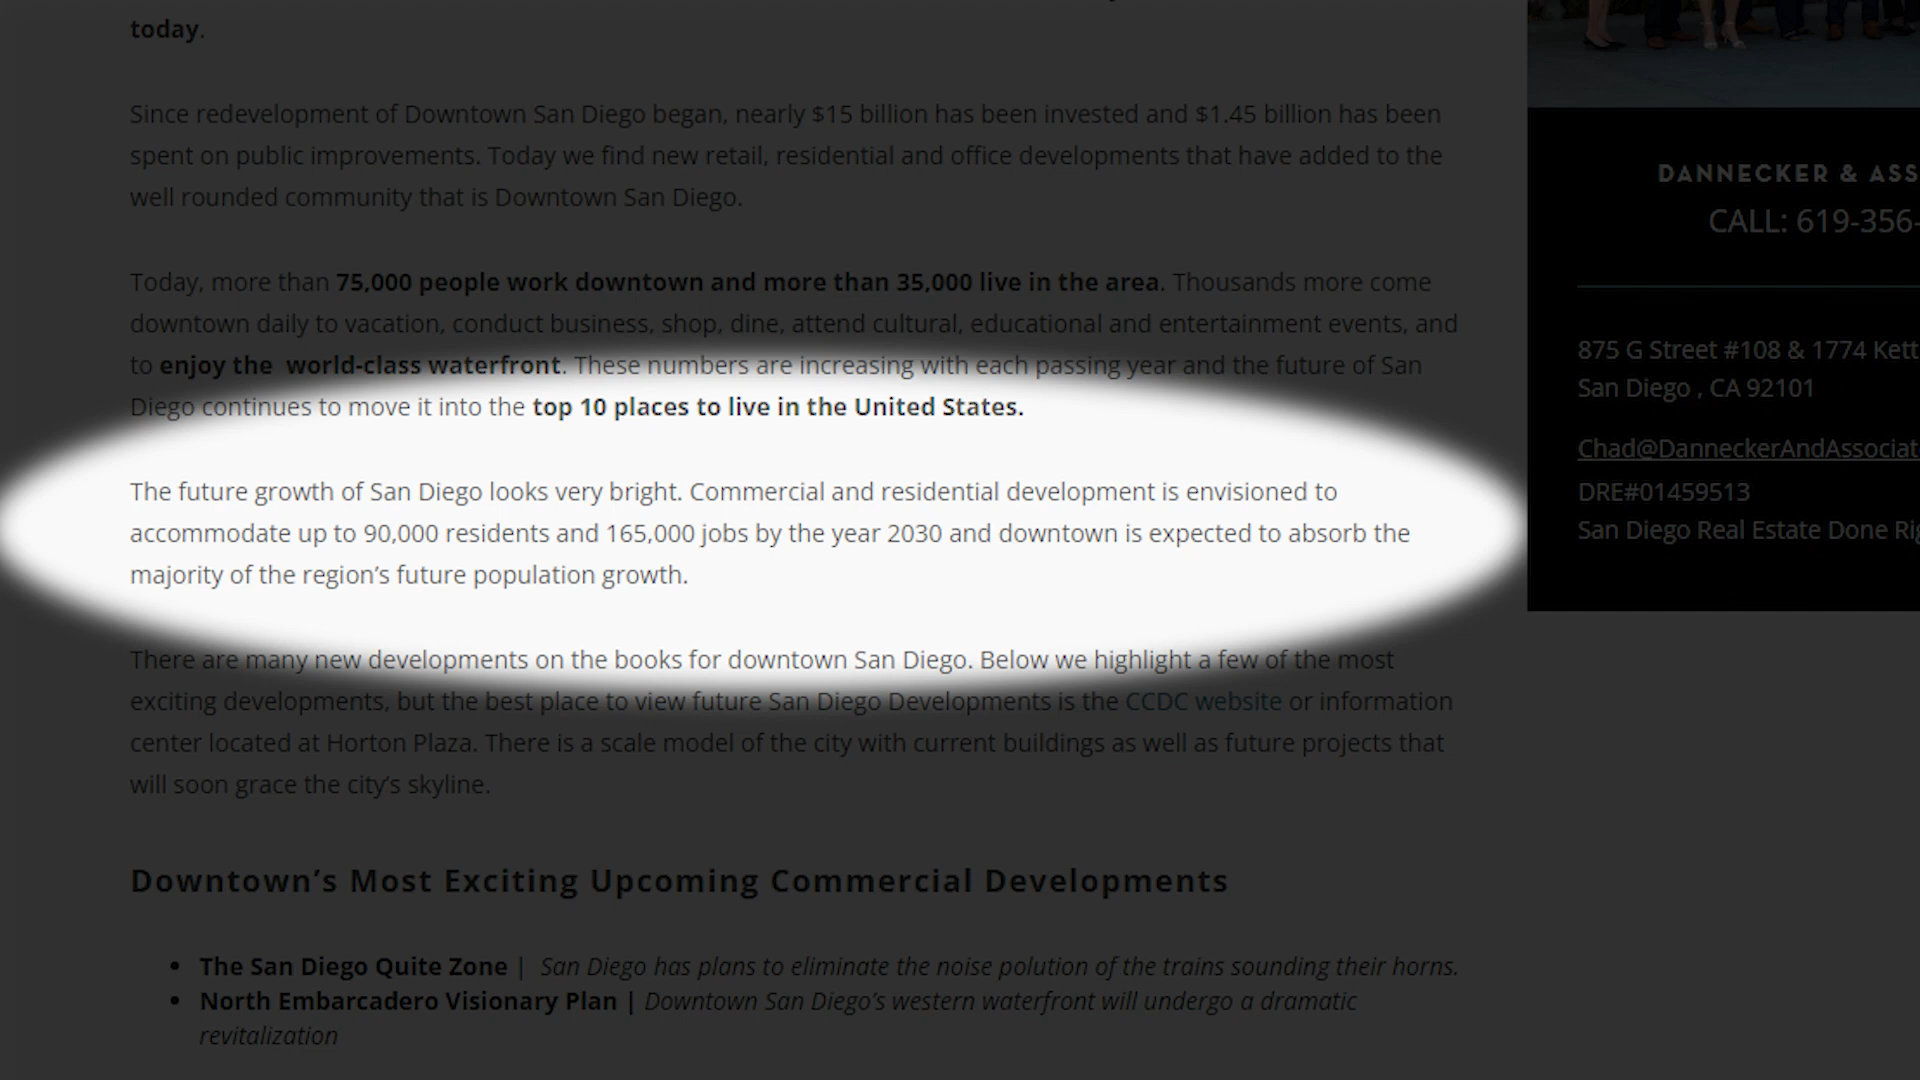 today.
Since redevelopment of Downtown San Diego began, nearly $15 billion has been invested and $1.45 billion has been
spent on public improvements. Today we find new retail, residential and office developments that have added to the
well rounded community that is Downtown San Diego.
Today, more than 75,000 people work downtown and more than 35,000 live in the area. Thousands more come
downtown daily to vacation, conduct business, shop, dine, attend cultural, educational and entertainment events, and
to enjoy the world-class waterfront. These numbers are increasing with each passing year and the future of San
Diego continues to move it into the top 10 places to live in the United States.
The future growth of San Diego looks very bright. Commercial and residential development is envisioned to
accommodate up to 90,000 residents and 165,000 jobs by the year 2030 and downtown is expected to absorb the
majority of the region's future population growth.
There are many new developments on the books for downtown San Diego. Below we highlight a few of the most
exciting developments, but the best place to view future San Diego Developments is the CCDC website or information
center located at Horton Plaza. There is a scale model of the city with current buildings as well as future projects that
will soon grace the city's skyline.
Downtown's Most Exciting Upcoming Commercial Developments
• The San Diego Quite Zone | San Diego has plans to eliminate the noise polution of the trains sounding their horns.
• North Embarcadero Visionary Plan | Downtown San Diego's western waterfront will undergo a dramatic
revitalization
DANNECKER & ASS
CALL: 619-356-
875 G Street #108 & 1774 Kett
San Diego , CA 92101
Chad@DanneckerAndAssociat
DRE#01459513
San Diego Real Estate Done Rig